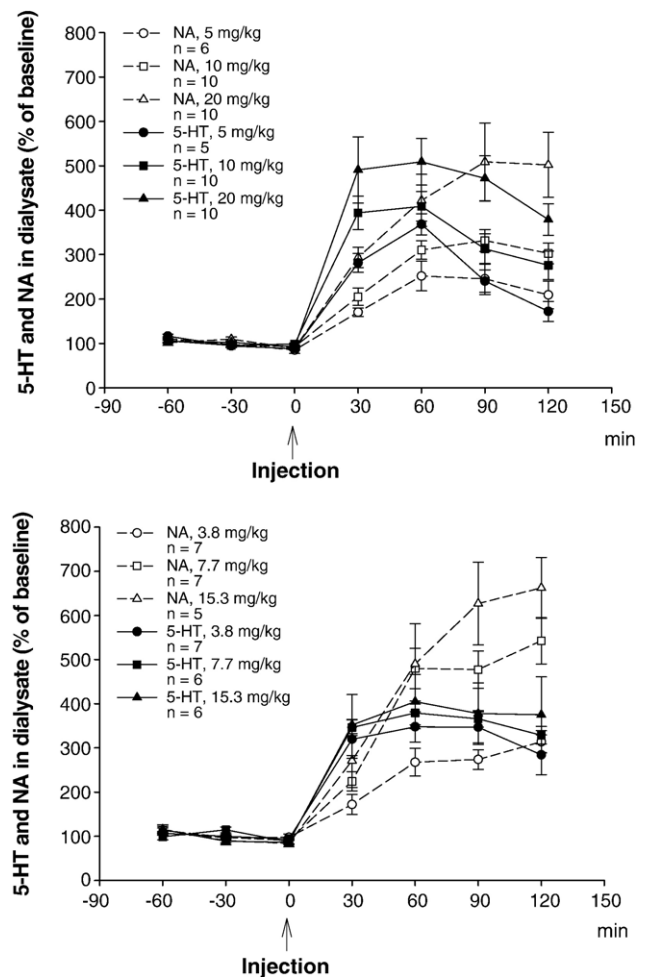 5-HT and NA in dialysate (% of baseline)
800
700
600
500
400
300
200
100
0
NA, 5 mg/kg
n = 6
NA, 10 mg/kg
n = 10
NA, 20 mg/kg
n = 10
5-HT, 5 mg/kg
n = 5
5-HT, 10 mg/kg
n = 10
5-HT, 20 mg/kg
n = 10
-90 -60 -30 0 30 60 90 120 150
min
Injection
5-HT and NA in dialysate (% of baseline)
800
700
600
500
400
300
200
100
0
NA, 3.8 mg/kg
n = 7
NA, 7.7 mg/kg
n = 7
NA, 15.3 mg/kg
n = 5
5-HT, 3.8 mg/kg
n = 7
5-HT, 7.7 mg/kg
n = 6
5-HT, 15.3 mg/kg
n = 6
-90 -60 -30 0 30 60 90 120 150
min
Injection